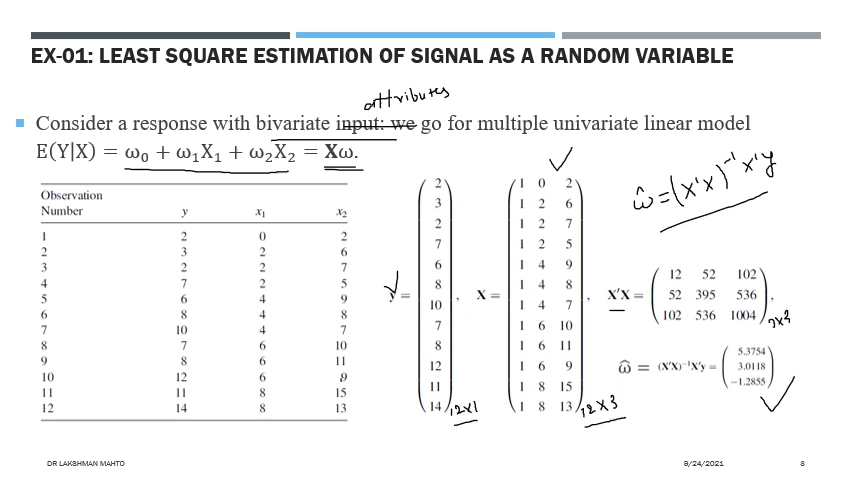 EX-01: LEAST SQUARE ESTIMATION OF SIGNAL AS A RANDOM VARIABLE
attributes
Consider a response with bivariate input: we go for multiple univariate linear model
E(Y|X) = ω₀ + ω₁X₁ + ω₂X₂ = Xω.
Observation
Number y x₁ x₂
1 2 0 2
2 3 2 6
3 2 2 7
4 7 2 5
5 6 4 9
6 8 4 8
7 10 4 7
8 7 6 10
9 8 6 11
10 12 6 9
11 11 8 15
12 14 8 13
y =
2
3
2
7
6
8
10
7
8
12
11
14
,
12x1
X =
1 0 2
1 2 6
1 2 7
1 2 5
1 4 9
1 4 8
1 4 7
1 6 10
1 6 11
1 6 9
1 8 15
1 8 13
,
12x3
ω̂=(X'X)⁻¹X'y
X'X =
12 52 102
52 395 536
102 536 1004
,
3x3
ω̂ = (X'X)⁻¹X'y =
5.3754
3.0118
−1.2855
DR LAKSHMAN MAHTO
9/24/2021
8